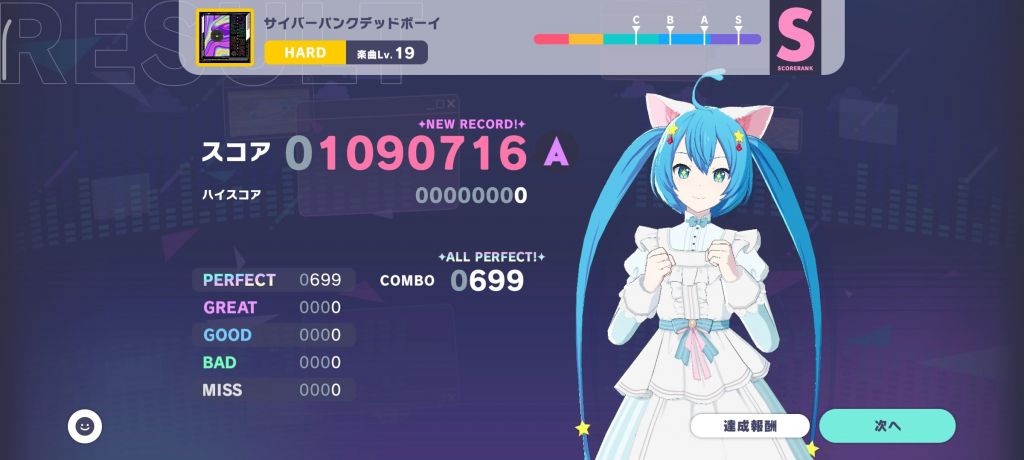 RESULT
サイバーパンクデッドボーイ
HARD 楽曲Lv.19
C B A S
S
SCORERANK
✦NEW RECORD!✦
スコア 01090716 A
ハイスコア 00000000
✦ALL PERFECT!✦
PERFECT 0699 COMBO 0699
GREAT 0000
GOOD 0000
BAD 0000
MISS 0000
達成報酬 次へ